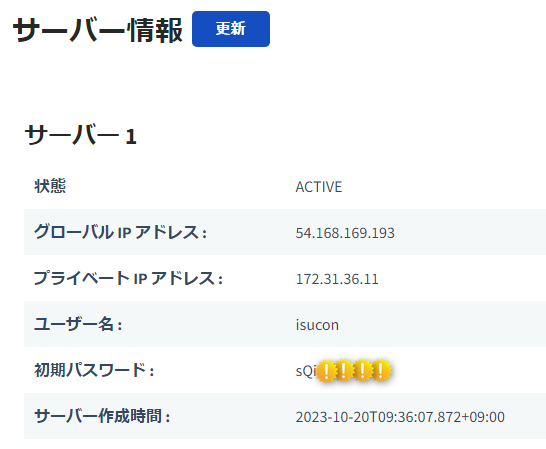 サーバー情報 更新
サーバー 1
状態 ACTIVE
グローバル IP アドレス : 54.168.169.193
プライベート IP アドレス : 172.31.36.11
ユーザー名 : isucon
初期パスワード : sQi
サーバー作成時間 : 2023-10-20T09:36:07.872+09:00